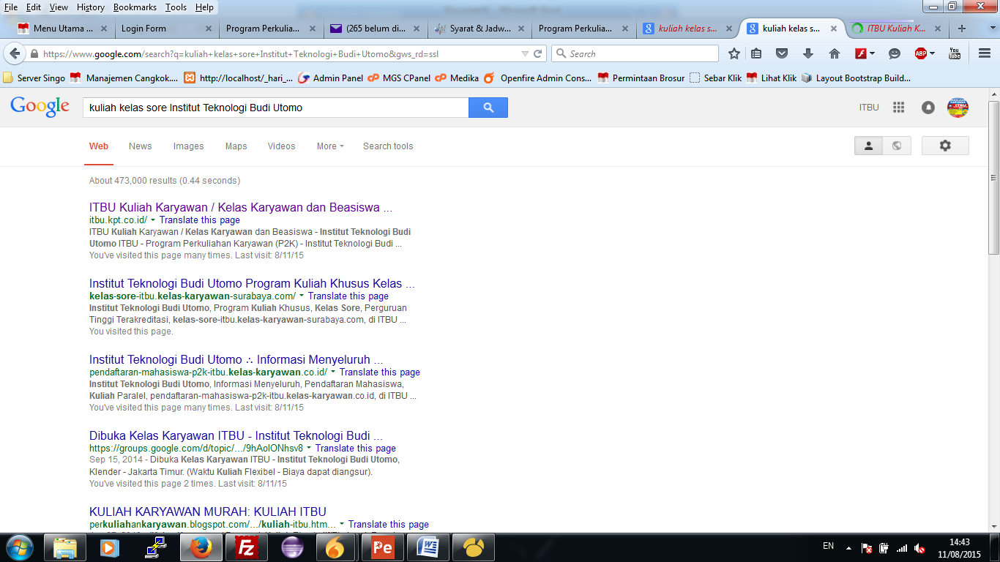 File Edit View History Bookmarks Tools Help
Menu Utama ... Login Form Program Perkulia... (265 belum di... Syarat & Jadw... Program Perkulia... kuliah kelas s... kuliah kelas s... ITBU Kuliah K...
https://www.google.com/search?q=kuliah+kelas+sore+Institut+Teknologi+Budi+Utomo&gws_rd=ssl Search ABP You Tube
Server Singo Manajemen Cangkok.... http://localhost/_hari_... Admin Panel MGS CPanel Medika Openfire Admin Cons... Permintaan Brosur Sebar Klik Lihat Klik Layout Bootstrap Build...
Google kuliah kelas sore Institut Teknologi Budi Utomo ITBU
Web News Images Maps Videos More Search tools
About 473,000 results (0.44 seconds)
ITBU Kuliah Karyawan / Kelas Karyawan dan Beasiswa ...
itbu.kpt.co.id/ Translate this page
ITBU Kuliah Karyawan / Kelas Karyawan dan Beasiswa - Institut Teknologi Budi
Utomo ITBU - Program Perkuliahan Karyawan (P2K) - Institut Teknologi Budi ...
You've visited this page many times. Last visit: 8/11/15
Institut Teknologi Budi Utomo Program Kuliah Khusus Kelas ...
kelas-sore-itbu.kelas-karyawan-surabaya.com/ Translate this page
Institut Teknologi Budi Utomo, Program Kuliah Khusus, Kelas Sore, Perguruan
Tinggi Terakreditasi, kelas-sore-itbu.kelas-karyawan-surabaya.com, di ITBU ...
You visited this page.
Institut Teknologi Budi Utomo ∴ Informasi Menyeluruh ...
pendaftaran-mahasiswa-p2k-itbu.kelas-karyawan.co.id/ Translate this page
Institut Teknologi Budi Utomo, Informasi Menyeluruh, Pendaftaran Mahasiswa,
Kuliah Paralel, pendaftaran-mahasiswa-p2k-itbu.kelas-karyawan.co.id, di ITBU ...
You've visited this page many times. Last visit: 8/11/15
Dibuka Kelas Karyawan ITBU - Institut Teknologi Budi ...
https://groups.google.com/d/topic/.../9hAolONhsv8 Translate this page
Sep 15, 2014 - Dibuka Kelas Karyawan ITBU - Institut Teknologi Budi Utomo,
Klender - Jakarta Timur. (Waktu Kuliah Flexibel - Biaya dapat diangsur).
You've visited this page 2 times. Last visit: 8/11/15
KULIAH KARYAWAN MURAH: KULIAH ITBU
perkuliahankaryawan.blogspot.com/.../kuliah-itbu.htm... Translate this page
Fz Pe W EN 14:43
11/08/2015